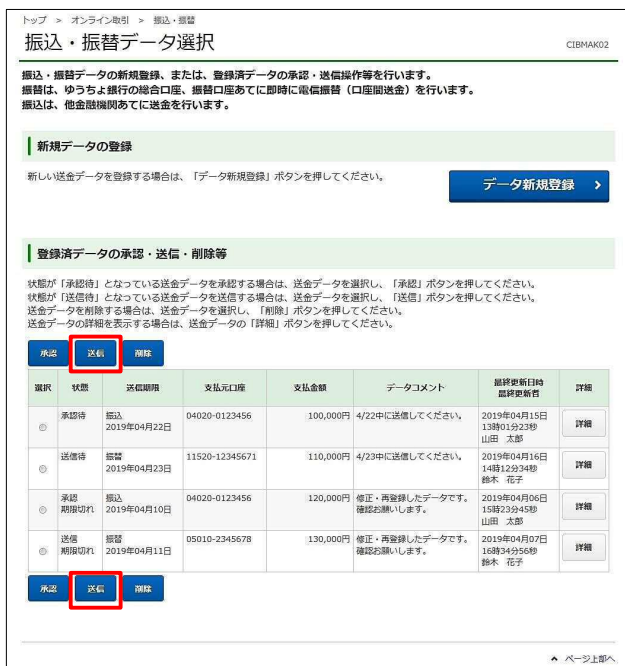 トップ > オンライン取引 > 振込・振替
振込・振替データ選択
CIBMAK02
振込・振替データの新規登録、または、登録済データの承認・送信操作等を行います。
振替は、ゆうちょ銀行の総合口座、振替口座あてに即時に電信振替（口座間送金）を行います。
振込は、他金融機関あてに送金を行います。
新規データの登録
新しい送金データを登録する場合は、「データ新規登録」ボタンを押してください。
データ新規登録
登録済データの承認・送信・削除等
状態が「承認待」となっている送金データを承認する場合は、送金データを選択し、「承認」ボタンを押してください。
状態が「送信待」となっている送金データを送信する場合は、送金データを選択し、「送信」ボタンを押してください。
送金データを削除する場合は、送金データを選択し、「削除」ボタンを押してください。
送金データの詳細を表示する場合は、送金データの「詳細」ボタンを押してください。
承認 送信 削除
選択 状態 送信期限 支払元口座 支払金額 データコメント 最終更新日時 詳細
最終更新者
承認待 振込 04020-0123456 100,000円 4/22中に送信してください。 2019年04月15日 詳細
2019年04月22日 13時01分23秒
山田 太郎
送信待 振替 11520-12345671 110,000円 4/23中に送信してください。 2019年04月16日 詳細
2019年04月23日 14時12分34秒
鈴木 花子
承認 振込 04020-0123456 120,000円 修正・再登録したデータです。 2019年04月06日 詳細
期限切れ 2019年04月10日 確認お願いします。 15時23分45秒
山田 太郎
送信 振替 05010-2345678 130,000円 修正・再登録したデータです。 2019年04月07日 詳細
期限切れ 2019年04月11日 確認お願いします。 16時34分56秒
鈴木 花子
承認 送信 削除
ページ上部へ